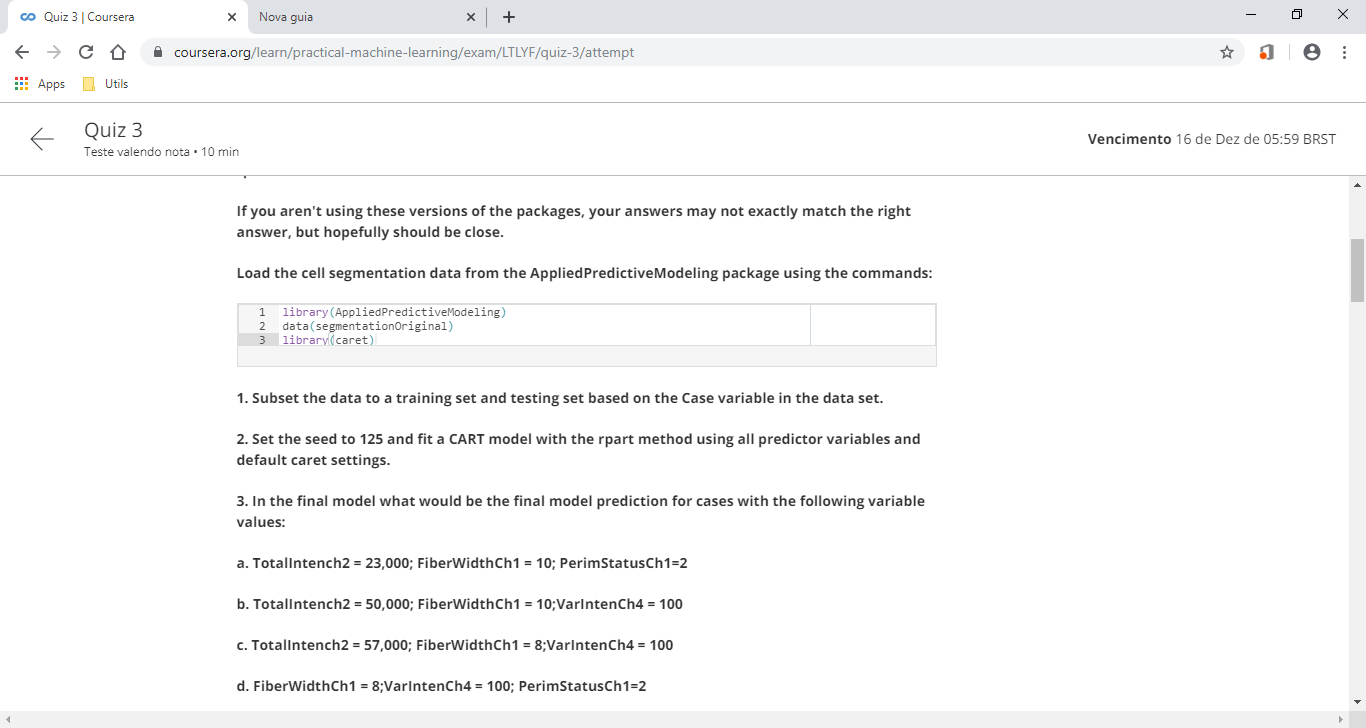 Quiz 3 | Coursera
Nova guia
coursera.org/learn/practical-machine-learning/exam/LTLYF/quiz-3/attempt
Apps
Utils
Quiz 3
Teste valendo nota • 10 min
Vencimento 16 de Dez de 05:59 BRST
If you aren't using these versions of the packages, your answers may not exactly match the right
answer, but hopefully should be close.
Load the cell segmentation data from the AppliedPredictiveModeling package using the commands:
1 library(AppliedPredictiveModeling)
2 data(segmentationOriginal)
3 library(caret)
1. Subset the data to a training set and testing set based on the Case variable in the data set.
2. Set the seed to 125 and fit a CART model with the rpart method using all predictor variables and
default caret settings.
3. In the final model what would be the final model prediction for cases with the following variable
values:
a. TotalIntench2 = 23,000; FiberWidthCh1 = 10; PerimStatusCh1=2
b. TotalIntench2 = 50,000; FiberWidthCh1 = 10;VarIntenCh4 = 100
c. TotalIntench2 = 57,000; FiberWidthCh1 = 8;VarIntenCh4 = 100
d. FiberWidthCh1 = 8;VarIntenCh4 = 100; PerimStatusCh1=2